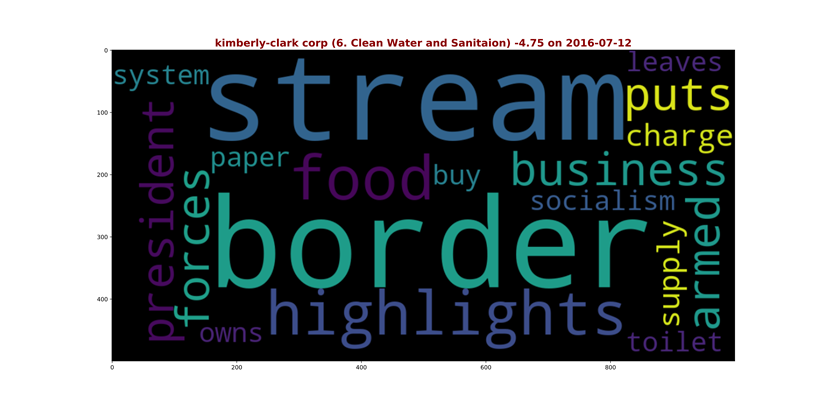 kimberly-clark corp (6. Clean Water and Sanitaion) -4.75 on 2016-07-12
0
100
200
300
400
0
200
400
600
800
system
stream
leaves
puts
charge
president
paper
food
buy
business
forces
socialism
border
supply
armed
highlights
owns
toilet